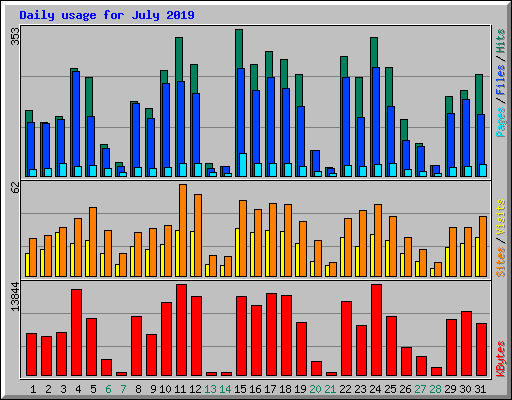 Daily usage for July 2019
353
Pages / Files / Hits
62
Sites / Visits
13844
KBytes
1 2 3 4 5 6 7 8 9 10 11 12 13 14 15 16 17 18 19 20 21 22 23 24 25 26 27 28 29 30 31